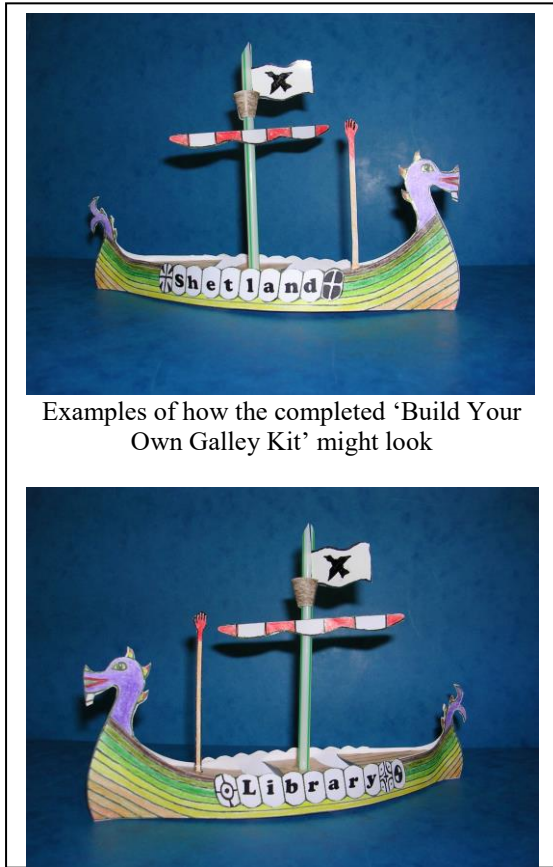 Shetland
Examples of how the completed ‘Build Your
Own Galley Kit’ might look
Library